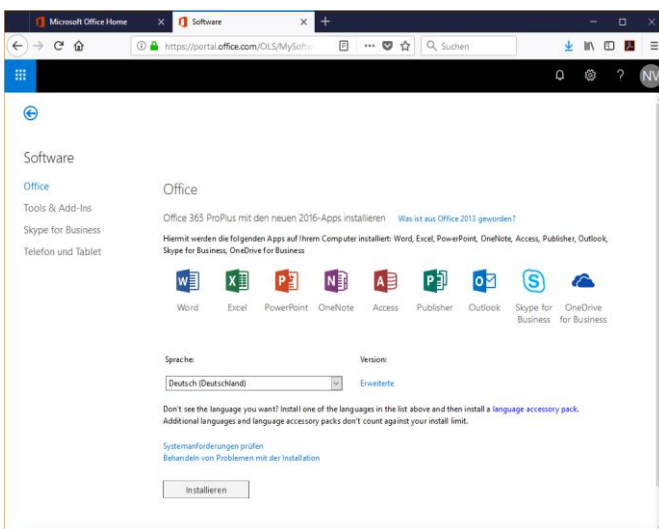 Microsoft Office Home
Software
https://portal.office.com/OLS/MySoftw
Suchen
NV
Software
Office
Tools & Add-Ins
Skype for Business
Telefon und Tablet
Office
Office 365 ProPlus mit den neuen 2016-Apps installieren Was ist aus Office 2013 geworden?
Hiermit werden die folgenden Apps auf Ihrem Computer installiert: Word, Excel, PowerPoint, OneNote, Access, Publisher, Outlook,
Skype for Business, OneDrive for Business
Word Excel PowerPoint OneNote Access Publisher Outlook Skype for Business OneDrive for Business
Sprache: Version:
Deutsch (Deutschland) Erweiterte
Don't see the language you want? Install one of the languages in the list above and then install a language accessory pack.
Additional languages and language accessory packs don't count against your install limit.
Systemanforderungen prüfen
Behandeln von Problemen mit der Installation
Installieren